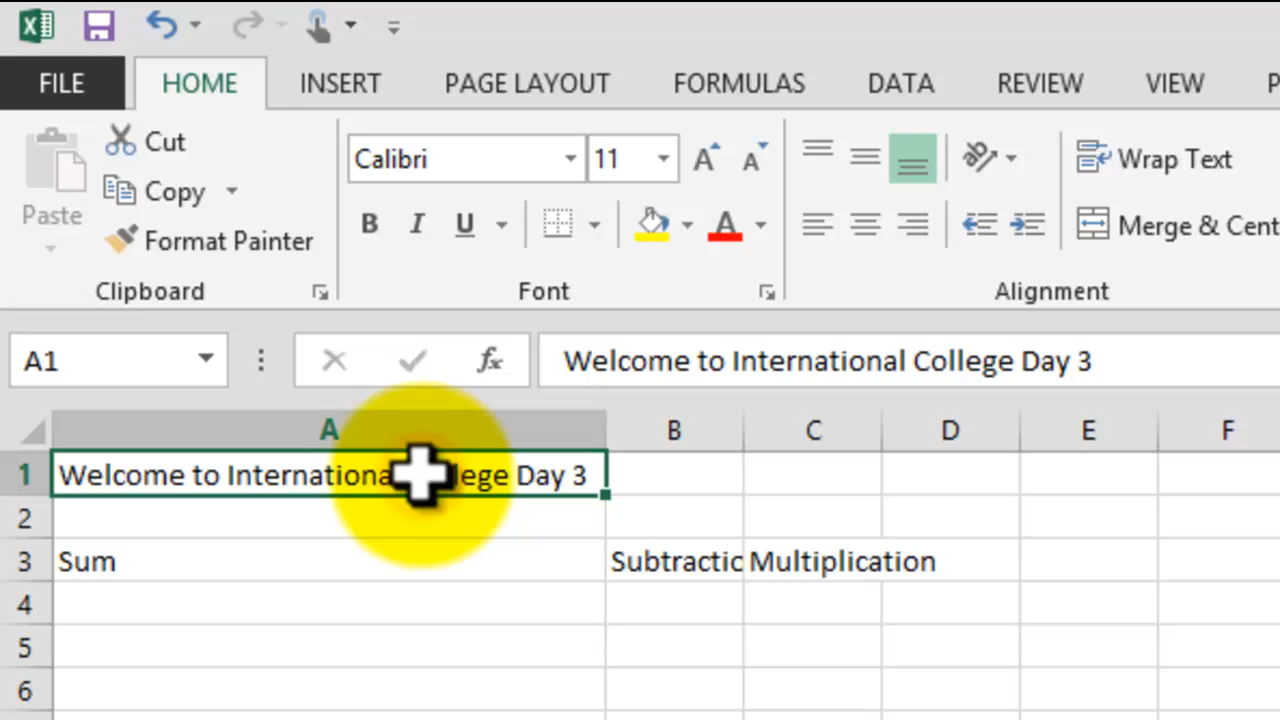 FILE HOME INSERT PAGE LAYOUT FORMULAS DATA REVIEW VIEW P
Cut
Calibri 11
Wrap Text
Copy
Paste
B I U A
Merge & Cent
Format Painter
Clipboard Font Alignment
A1 fx Welcome to International College Day 3
A B C D E F
1 Welcome to Internationa lege Day 3
2
3 Sum Subtractic Multiplication
4
5
6